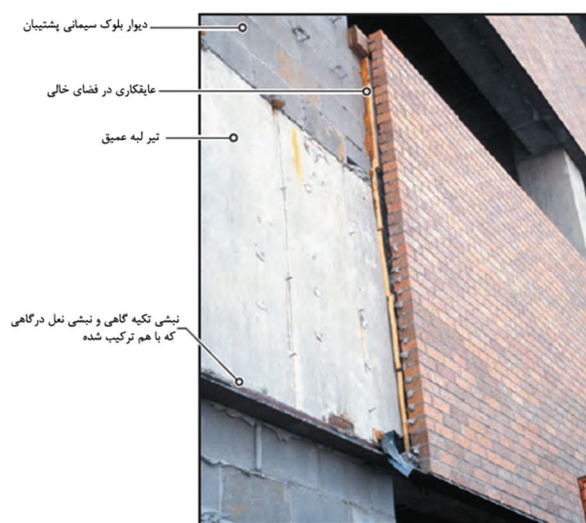 دیوار بلوک سیمانی پشتیبان
عایقکاری در فضای خالی
تیر لبه عمیق
نبشی تکیه گاهی و نبشی نعل درگاهی
که با هم ترکیب شده